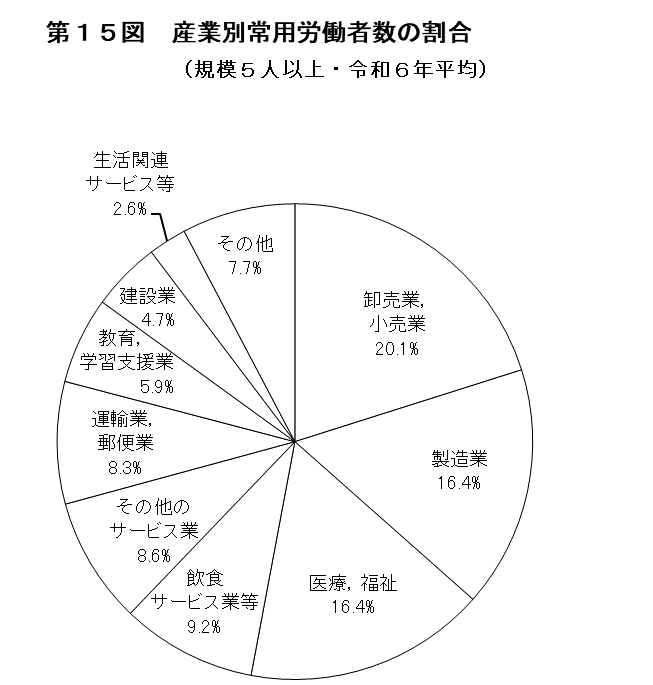 第１５図　産業別常用労働者数の割合
（規模５人以上・令和６年平均）
生活関連
サービス等
2.6%
その他
7.7%
卸売業，
小売業
20.1%
建設業
4.7%
教育，
学習支援業
5.9%
運輸業，
郵便業
8.3%
製造業
16.4%
その他の
サービス業
8.6%
飲食
サービス業等
9.2%
医療，福祉
16.4%